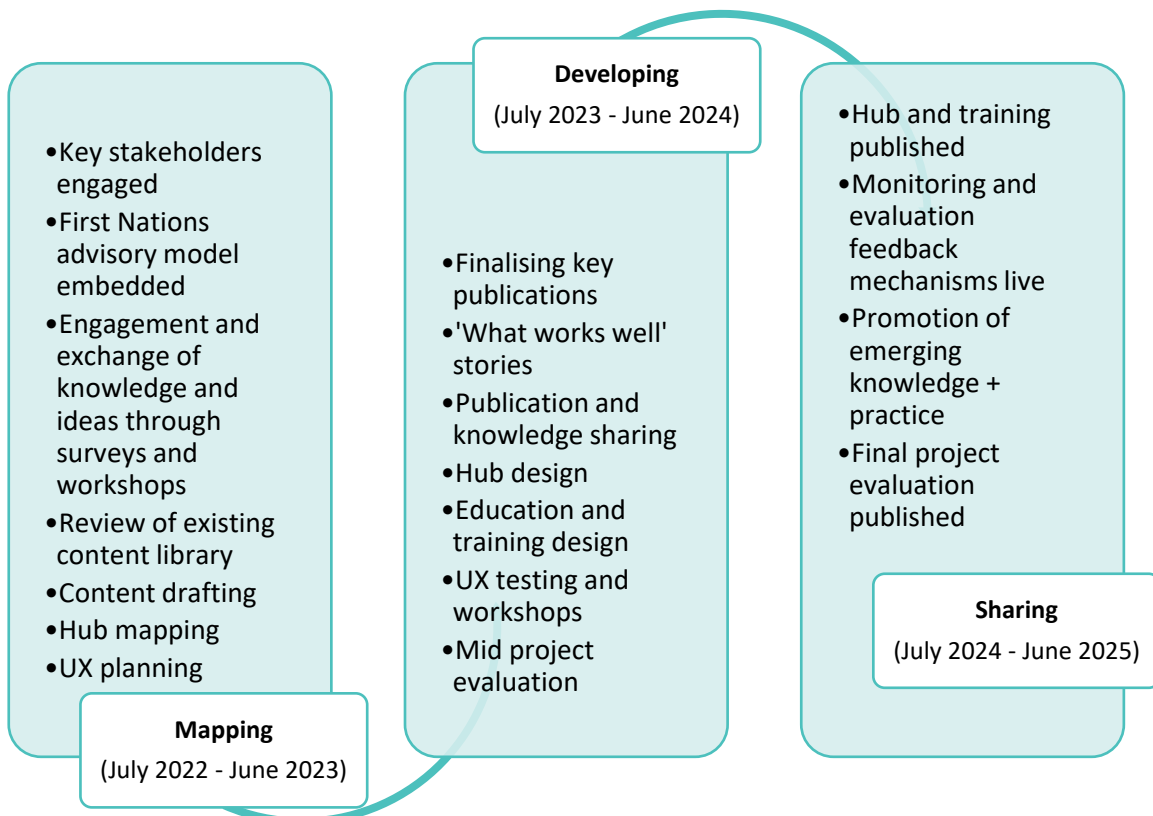 •Key stakeholders
engaged
•First Nations
advisory model
embedded
•Engagement and
exchange of
knowledge and
ideas through
surveys and
workshops
•Review of existing
content library
•Content drafting
•Hub mapping
•UX planning
Mapping
(July 2022 - June 2023)
Developing
(July 2023 - June 2024)
•Finalising key
publications
•'What works well'
stories
•Publication and
knowledge sharing
•Hub design
•Education and
training design
•UX testing and
workshops
•Mid project
evaluation
•Hub and training
published
•Monitoring and
evaluation
feedback
mechanisms live
•Promotion of
emerging
knowledge +
practice
•Final project
evaluation
published
Sharing
(July 2024 - June 2025)